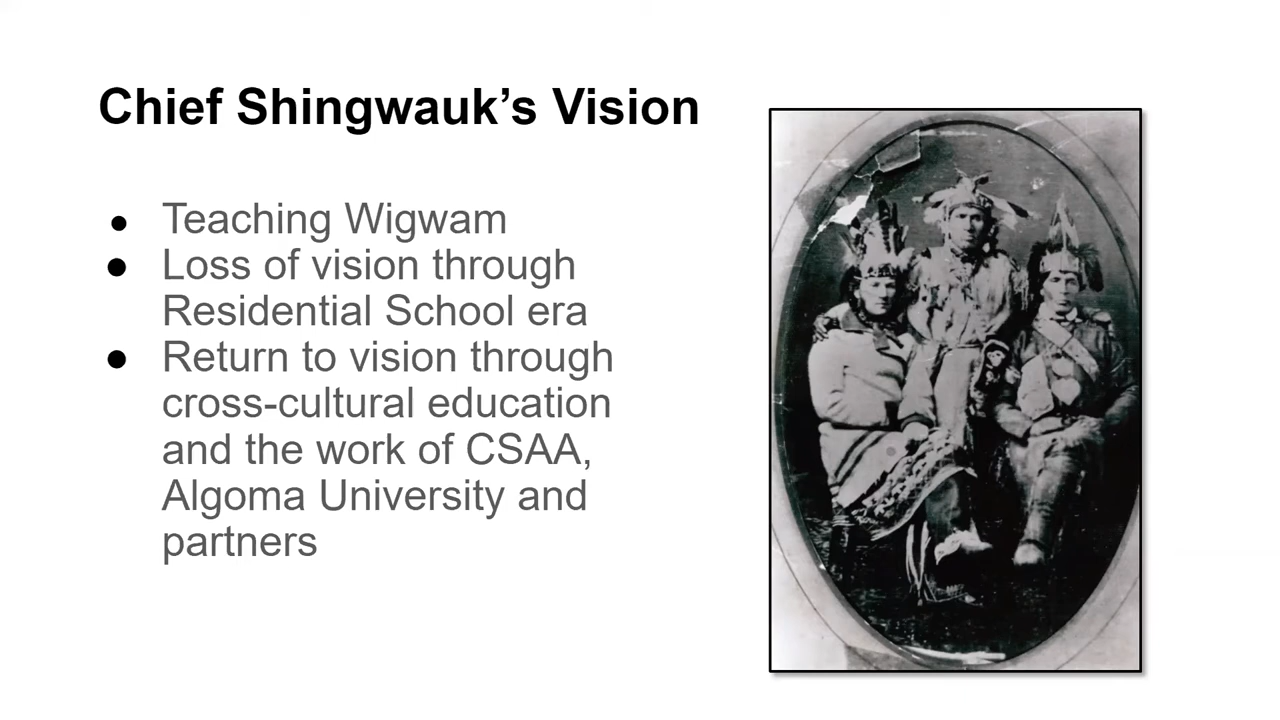 Chief Shingwauk’s Vision
● Teaching Wigwam
● Loss of vision through
Residential School era
● Return to vision through
cross-cultural education
and the work of CSAA,
Algoma University and
partners